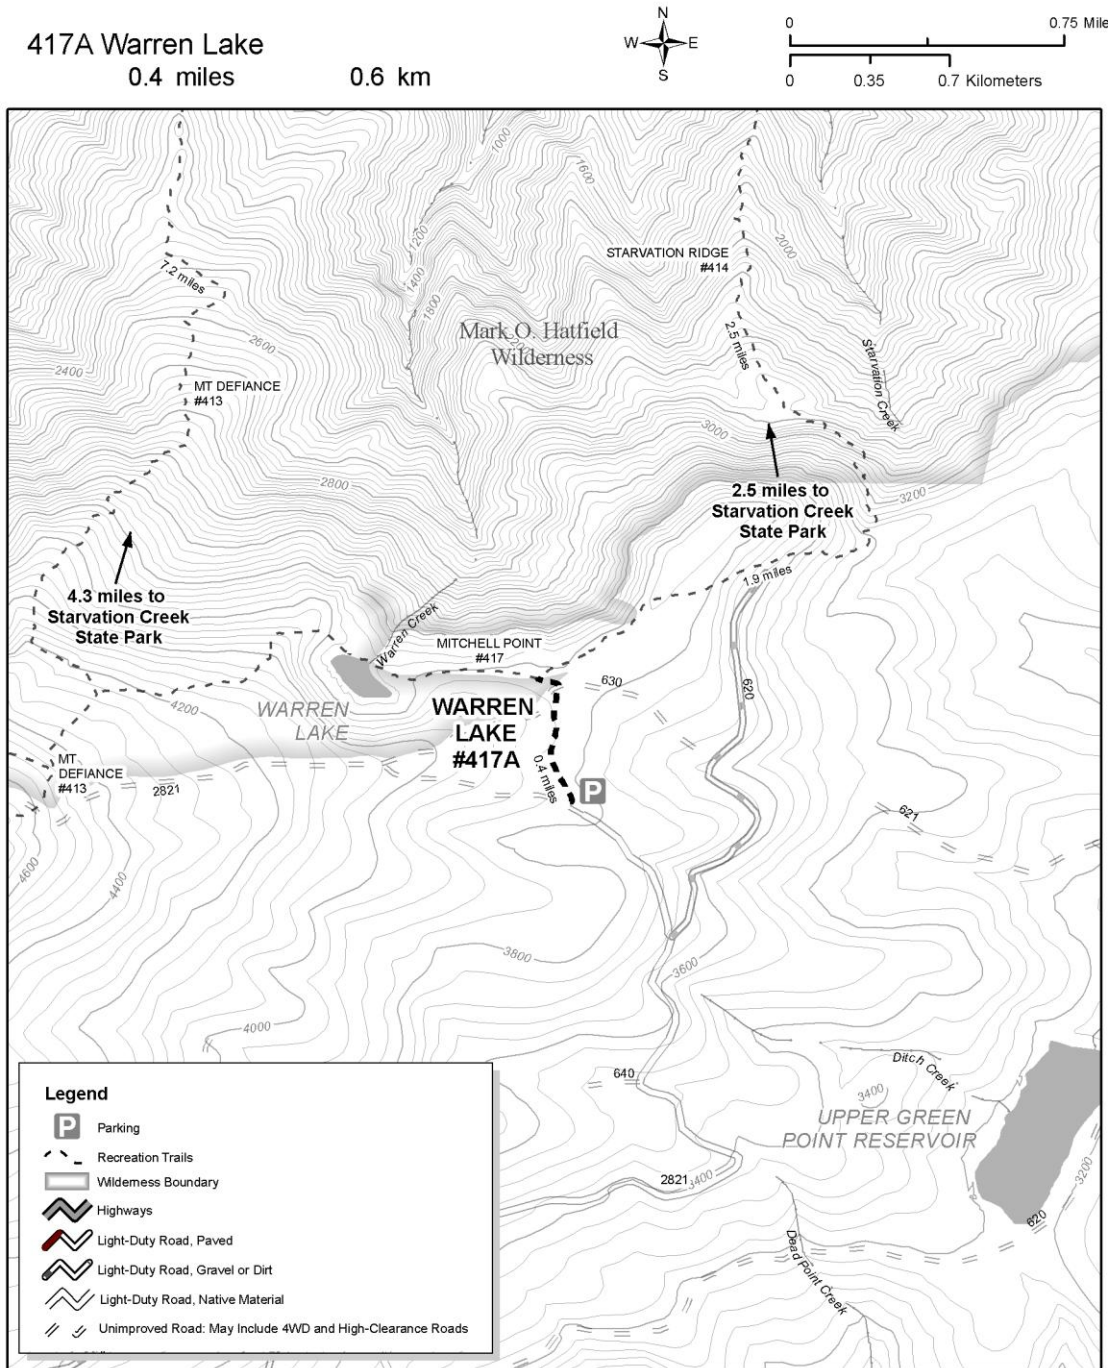 417A Warren Lake
0.4 miles 0.6 km
N
W E
S
0 0.75 Mile
0 0.35 0.7 Kilometers
1000
1600
1200
1400
1800
2000
STARVATION RIDGE
#414
7.2 miles
2600
2.5 miles
Mark O. Hatfield
Wilderness
Starvation Creek
2400
MT DEFIANCE
#413
3000
2800
3200
2.5 miles to
Starvation Creek
State Park
4.3 miles to
Starvation Creek
State Park
1.9 miles
Warren Creek
MITCHELL POINT
#417
630
620
4200
WARREN
LAKE
WARREN
LAKE
#417A
MT
DEFIANCE
#413
2821
0.4 miles
P
621
4600
4400
3800
3600
4000
Ditch Creek
640
3400
UPPER GREEN
POINT RESERVOIR
2821
3400
3200
620
Dead Point Creek
Legend
P Parking
Recreation Trails
Wilderness Boundary
Highways
Light-Duty Road, Paved
Light-Duty Road, Gravel or Dirt
Light-Duty Road, Native Material
Unimproved Road: May Include 4WD and High-Clearance Roads